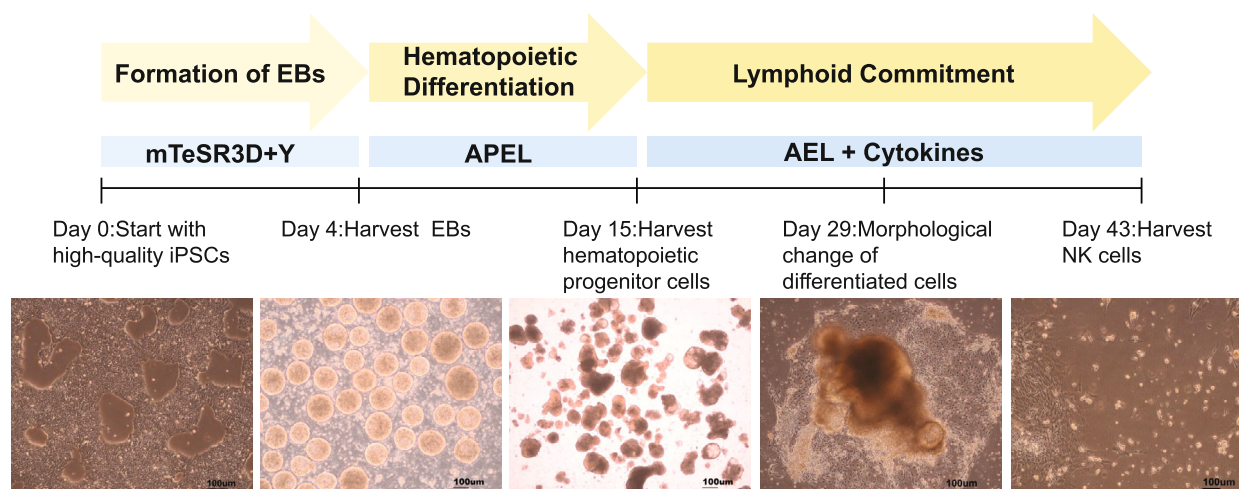 Formation of EBs
Hematopoietic
Differentiation
Lymphoid Commitment
mTeSR3D+Y
APEL
AEL + Cytokines
Day 0:Start with
high-quality iPSCs
Day 4:Harvest EBs
Day 15:Harvest
hematopoietic
progenitor cells
Day 29:Morphological
change of
differentiated cells
Day 43:Harvest
NK cells
100um
100um
100um
100um
100um